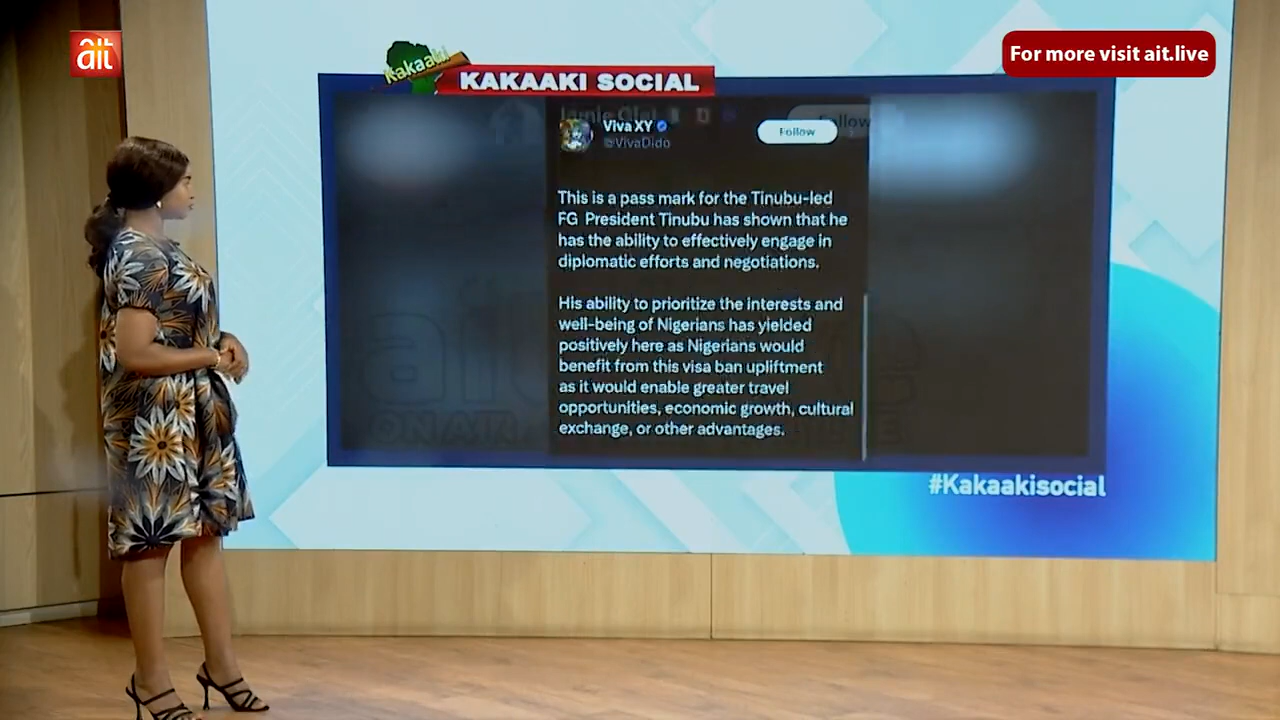 ait
For more visit ait.live
Kakaaki
KAKAAKI SOCIAL
Jamie
Follow
Viva XY
@VivaDido
Follow
This is a pass mark for the Tinubu-led
FG President Tinubu has shown that he
has the ability to effectively engage in
diplomatic efforts and negotiations.
His ability to prioritize the interests and
well-being of Nigerians has yielded
positively here as Nigerians would
benefit from this visa ban upliftment
as it would enable greater travel
opportunities, economic growth, cultural
exchange, or other advantages.
#Kakaakisocial